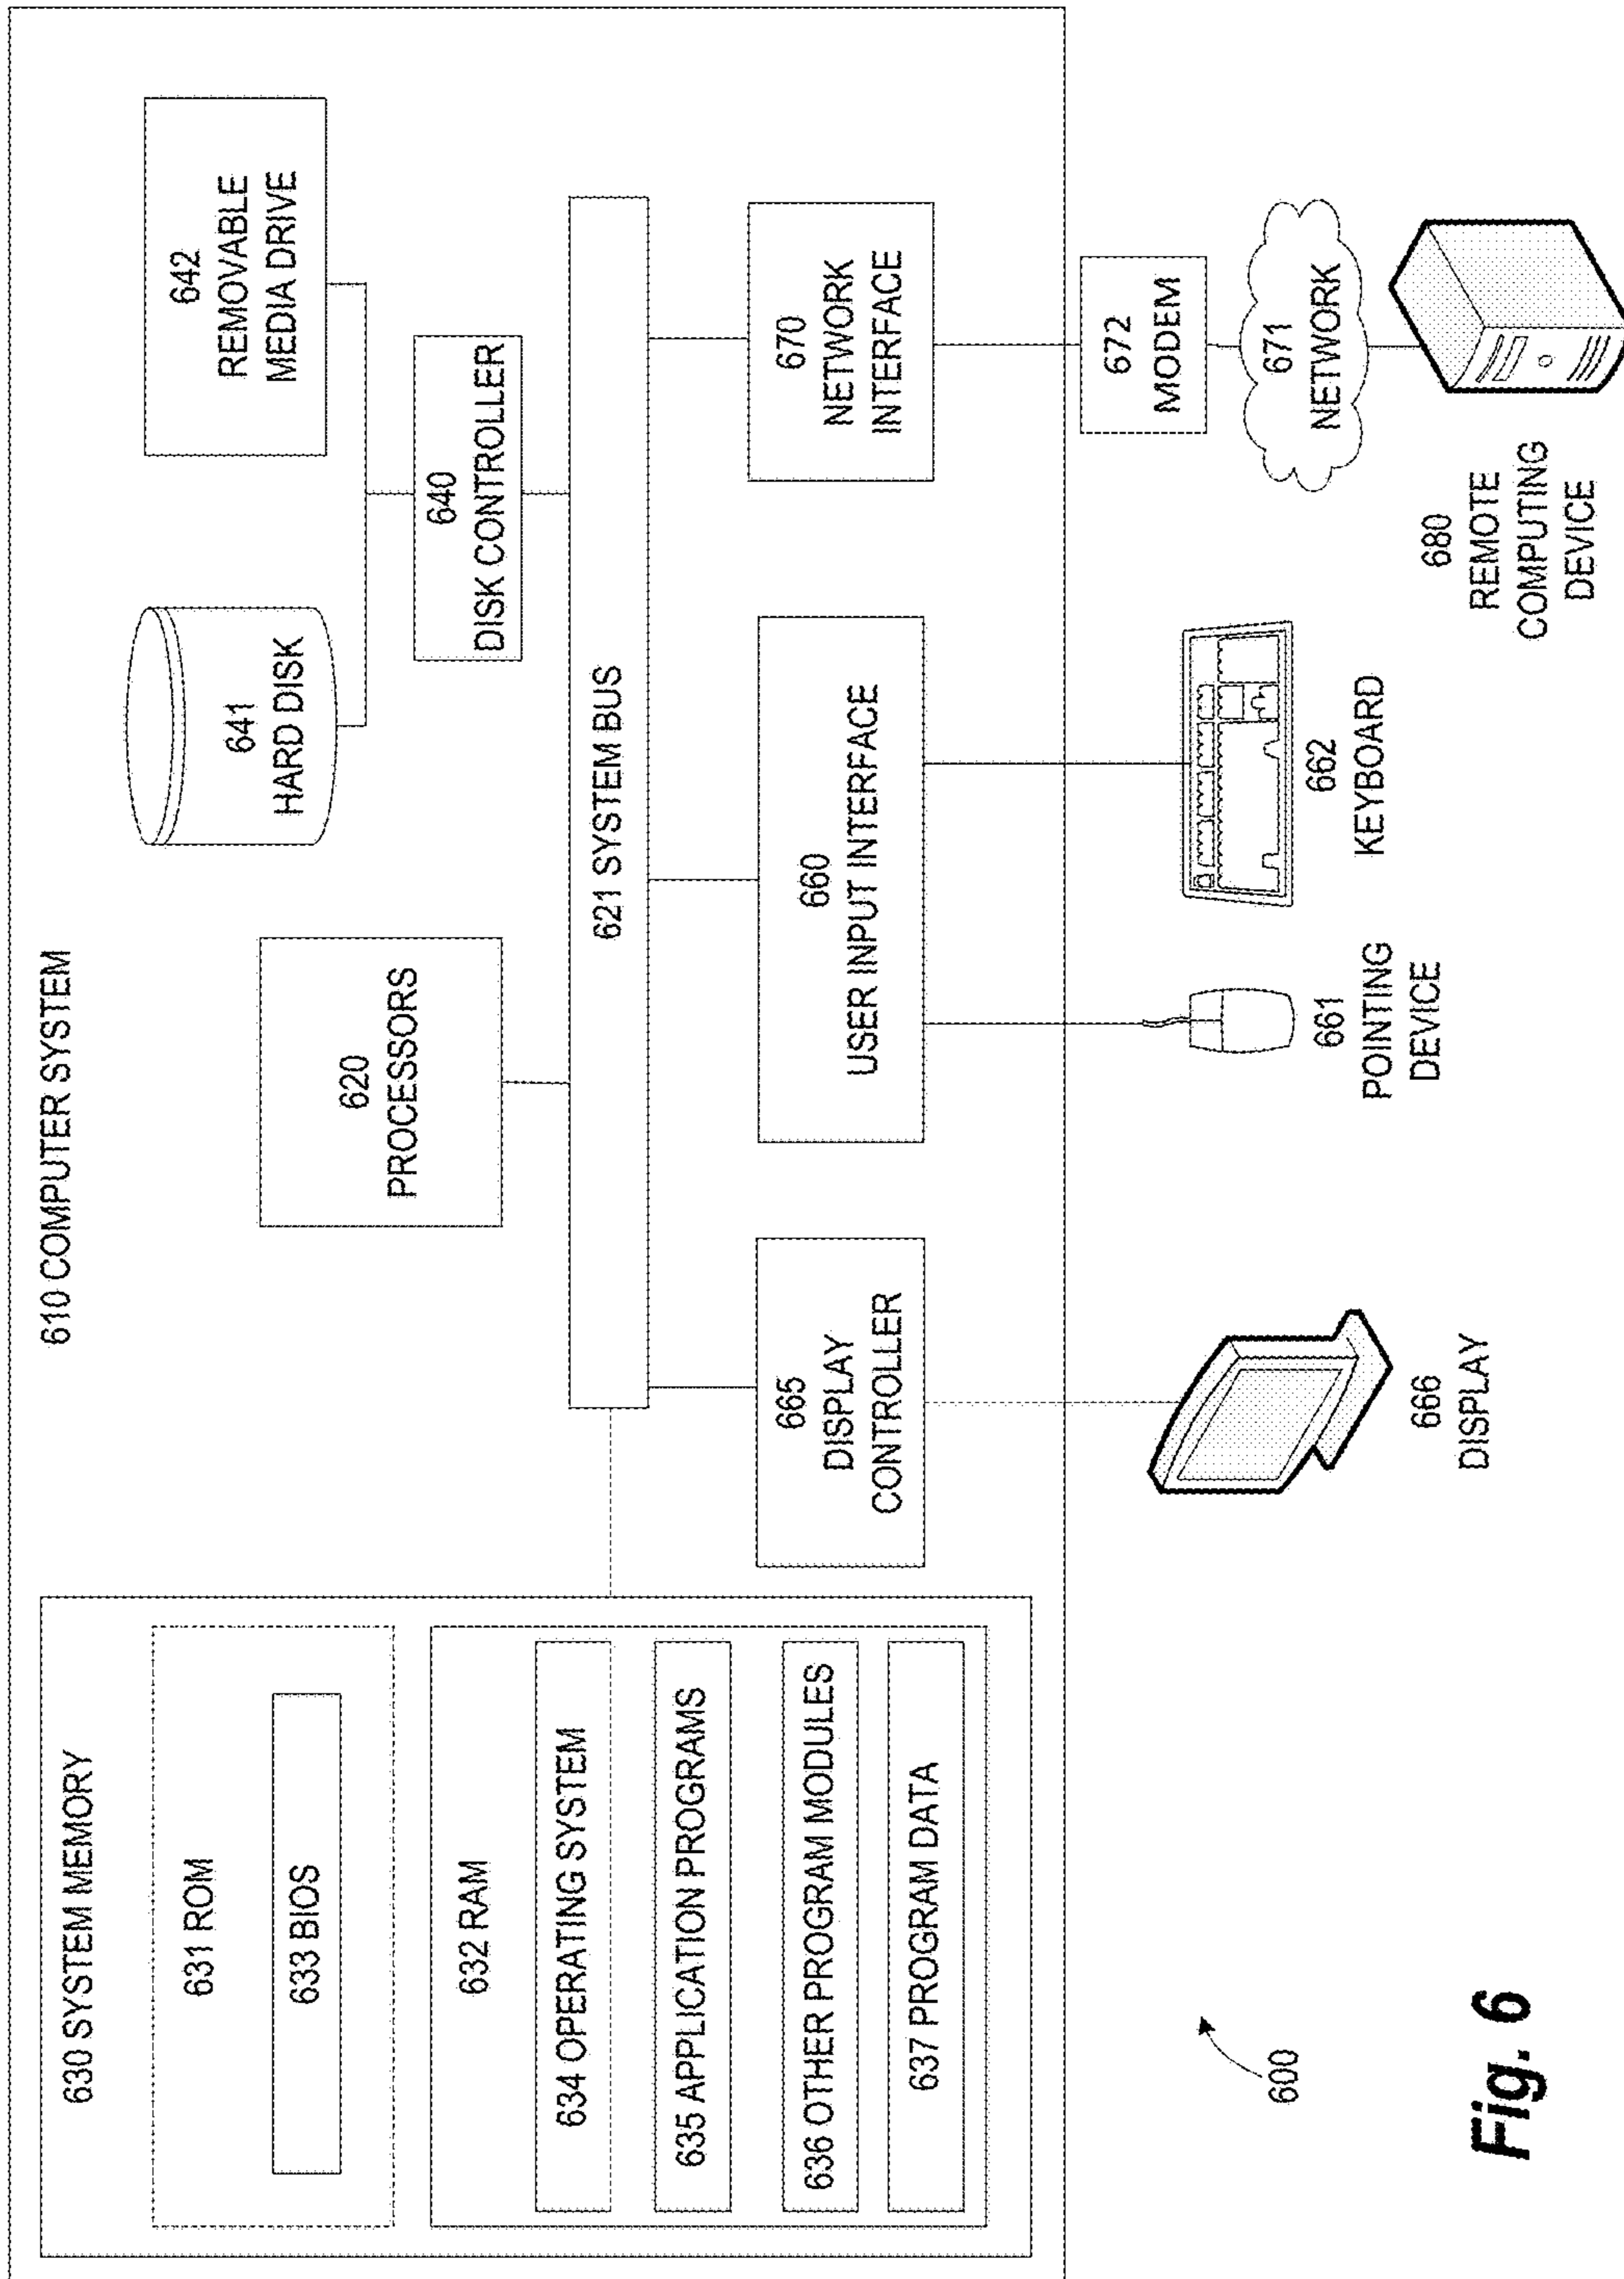 610 COMPUTER SYSTEM
630 SYSTEM MEMORY
631 ROM
633 BIOS
632 RAM
634 OPERATING SYSTEM
635 APPLICATION PROGRAMS
636 OTHER PROGRAM MODULES
637 PROGRAM DATA
620
PROCESSORS
641
HARD DISK
642
REMOVABLE
MEDIA DRIVE
640
DISK CONTROLLER
621 SYSTEM BUS
665
DISPLAY
CONTROLLER
660
USER INPUT INTERFACE
670
NETWORK
INTERFACE
672
MODEM
671
NETWORK
666
DISPLAY
661
POINTING
DEVICE
662
KEYBOARD
680
REMOTE
COMPUTING
DEVICE
600
Fig. 6